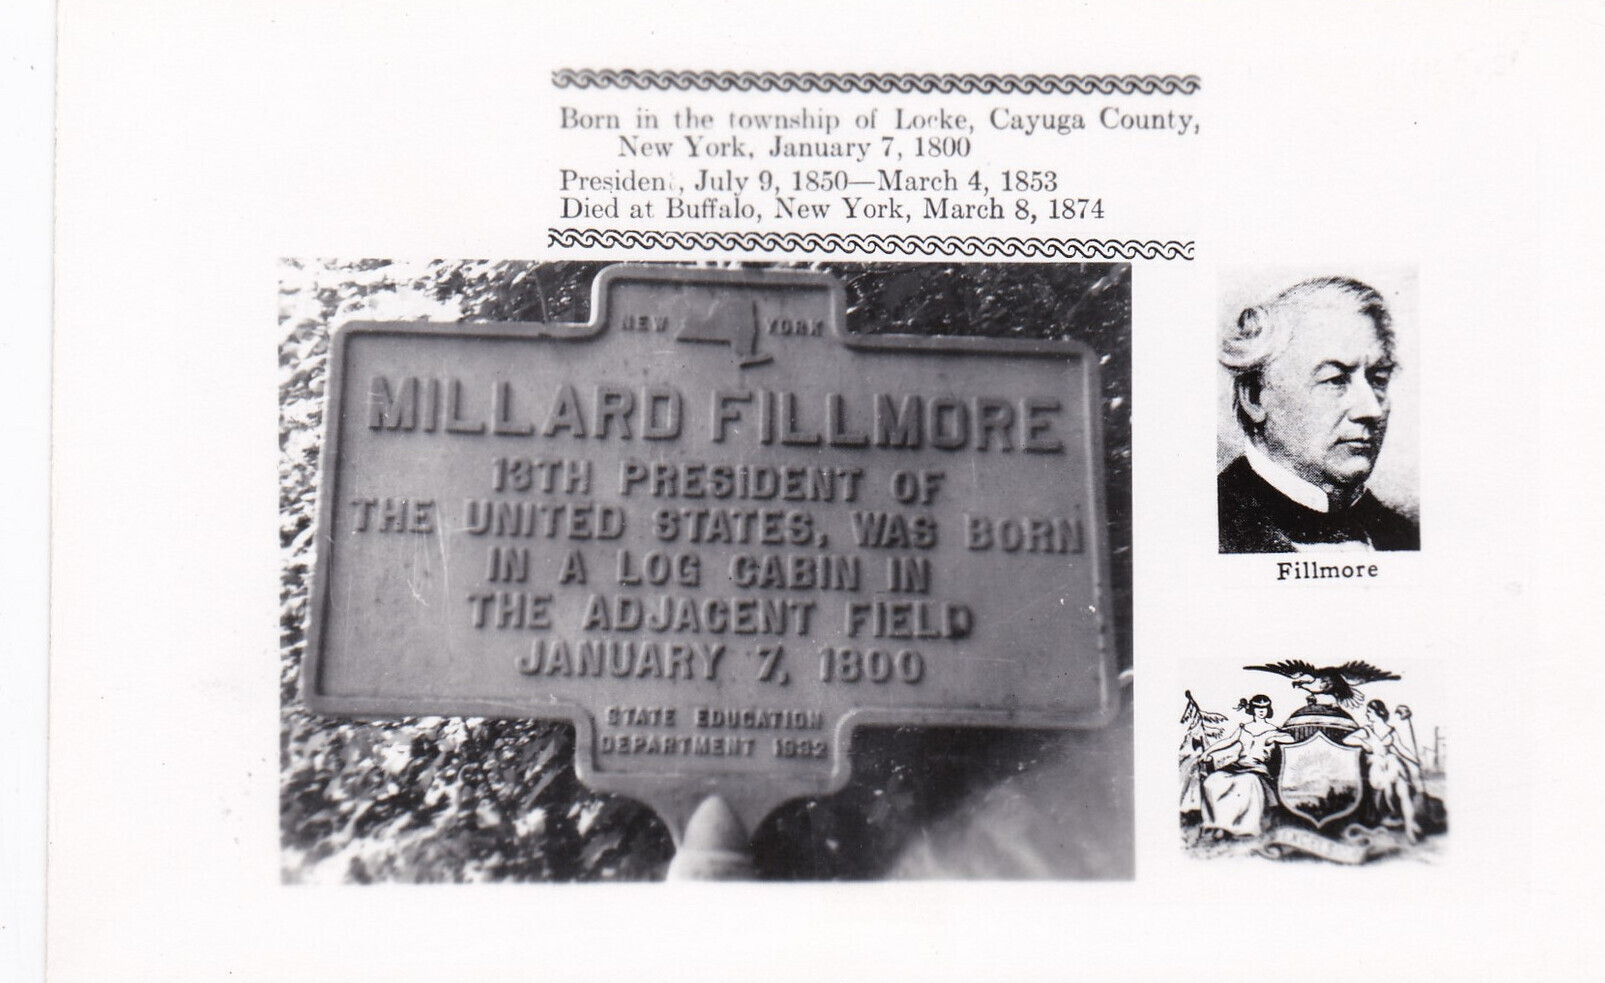 Born in the township of Locke, Cayuga County,
New York, January 7, 1800
President, July 9, 1850—March 4, 1853
Died at Buffalo, New York, March 8, 1874
NEW YORK
MILLARD FILLMORE
13TH PRESIDENT OF
THE UNITED STATES, WAS BORN
IN A LOG CABIN IN
THE ADJACENT FIELD
JANUARY 7, 1800
STATE EDUCATION
DEPARTMENT 1932
Fillmore